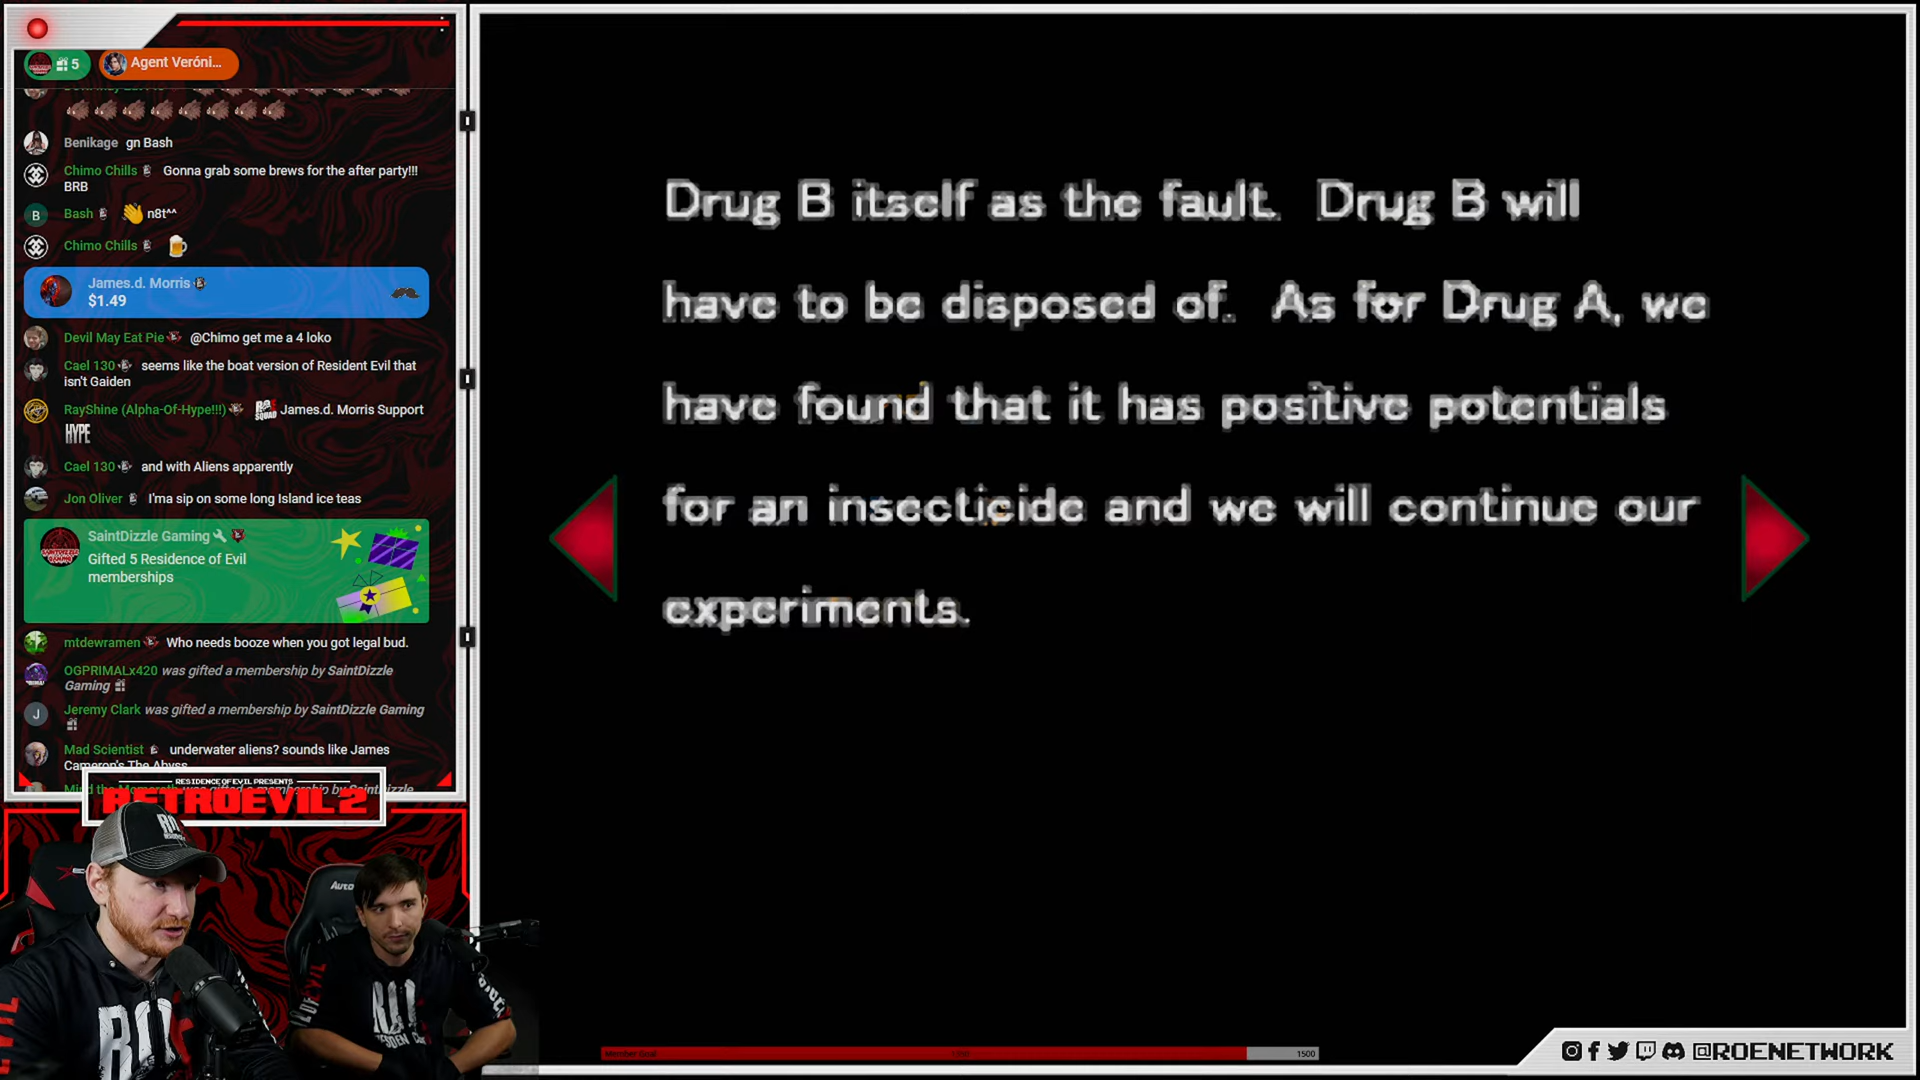 5
Agent Veróni...
Benikage gn Bash
Chimo Chills Gonna grab some brews for the after party!!!
BRB
B
Bash n8t^^
Chimo Chills
James.d. Morris
$1.49
Devil May Eat Pie @Chimo get me a 4 loko
Cael 130 seems like the boat version of Resident Evil that
isn't Gaiden
RayShine (Alpha-Of-Hype!!!) James.d. Morris Support
HYPE
Cael 130 and with Aliens apparently
Jon Oliver I'ma sip on some long Island ice teas
SaintDizzle Gaming
Gifted 5 Residence of Evil
memberships
mtdewramen Who needs booze when you got legal bud.
OGPRIMALx420 was gifted a membership by SaintDizzle
Gaming
J
Jeremy Clark was gifted a membership by SaintDizzle Gaming
Mad Scientist underwater aliens? sounds like James
Cameron's The Abyss
RESIDENCE OF EVIL PRESENTS
RETROEVIL 2
Drug B itself as the fault. Drug B will
have to be disposed of. As for Drug A, we
have found that it has positive potentials
for an insecticide and we will continue our
experiments.
Member Goal
1500
@ROENETWORK